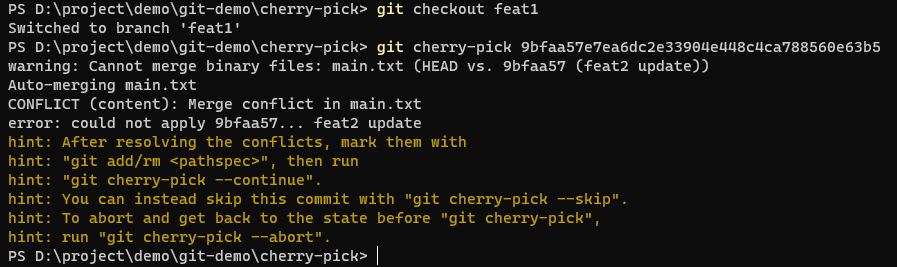 PS D:\project\demo\git-demo\cherry-pick> git checkout feat1
Switched to branch 'feat1'
PS D:\project\demo\git-demo\cherry-pick> git cherry-pick 9bfaa57e7ea6dc2e33904e448c4ca788560e63b5
warning: Cannot merge binary files: main.txt (HEAD vs. 9bfaa57 (feat2 update))
Auto-merging main.txt
CONFLICT (content): Merge conflict in main.txt
error: could not apply 9bfaa57... feat2 update
hint: After resolving the conflicts, mark them with
hint: "git add/rm <pathspec>", then run
hint: "git cherry-pick --continue".
hint: You can instead skip this commit with "git cherry-pick --skip".
hint: To abort and get back to the state before "git cherry-pick",
hint: run "git cherry-pick --abort".
PS D:\project\demo\git-demo\cherry-pick>